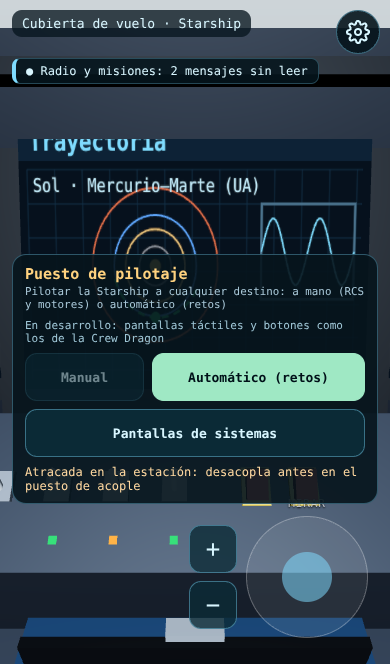 Cubierta de vuelo · Starship
● Radio y misiones: 2 mensajes sin leer
Trayectoria
Sol · Mercurio—Marte (UA)
Puesto de pilotaje
Pilotar la Starship a cualquier destino: a mano (RCS
y motores) o automático (retos)
En desarrollo: pantallas táctiles y botones como
los de la Crew Dragon
Manual
Automático (retos)
Pantallas de sistemas
Atracada en la estación: desacopla antes en el
puesto de acople
+
−